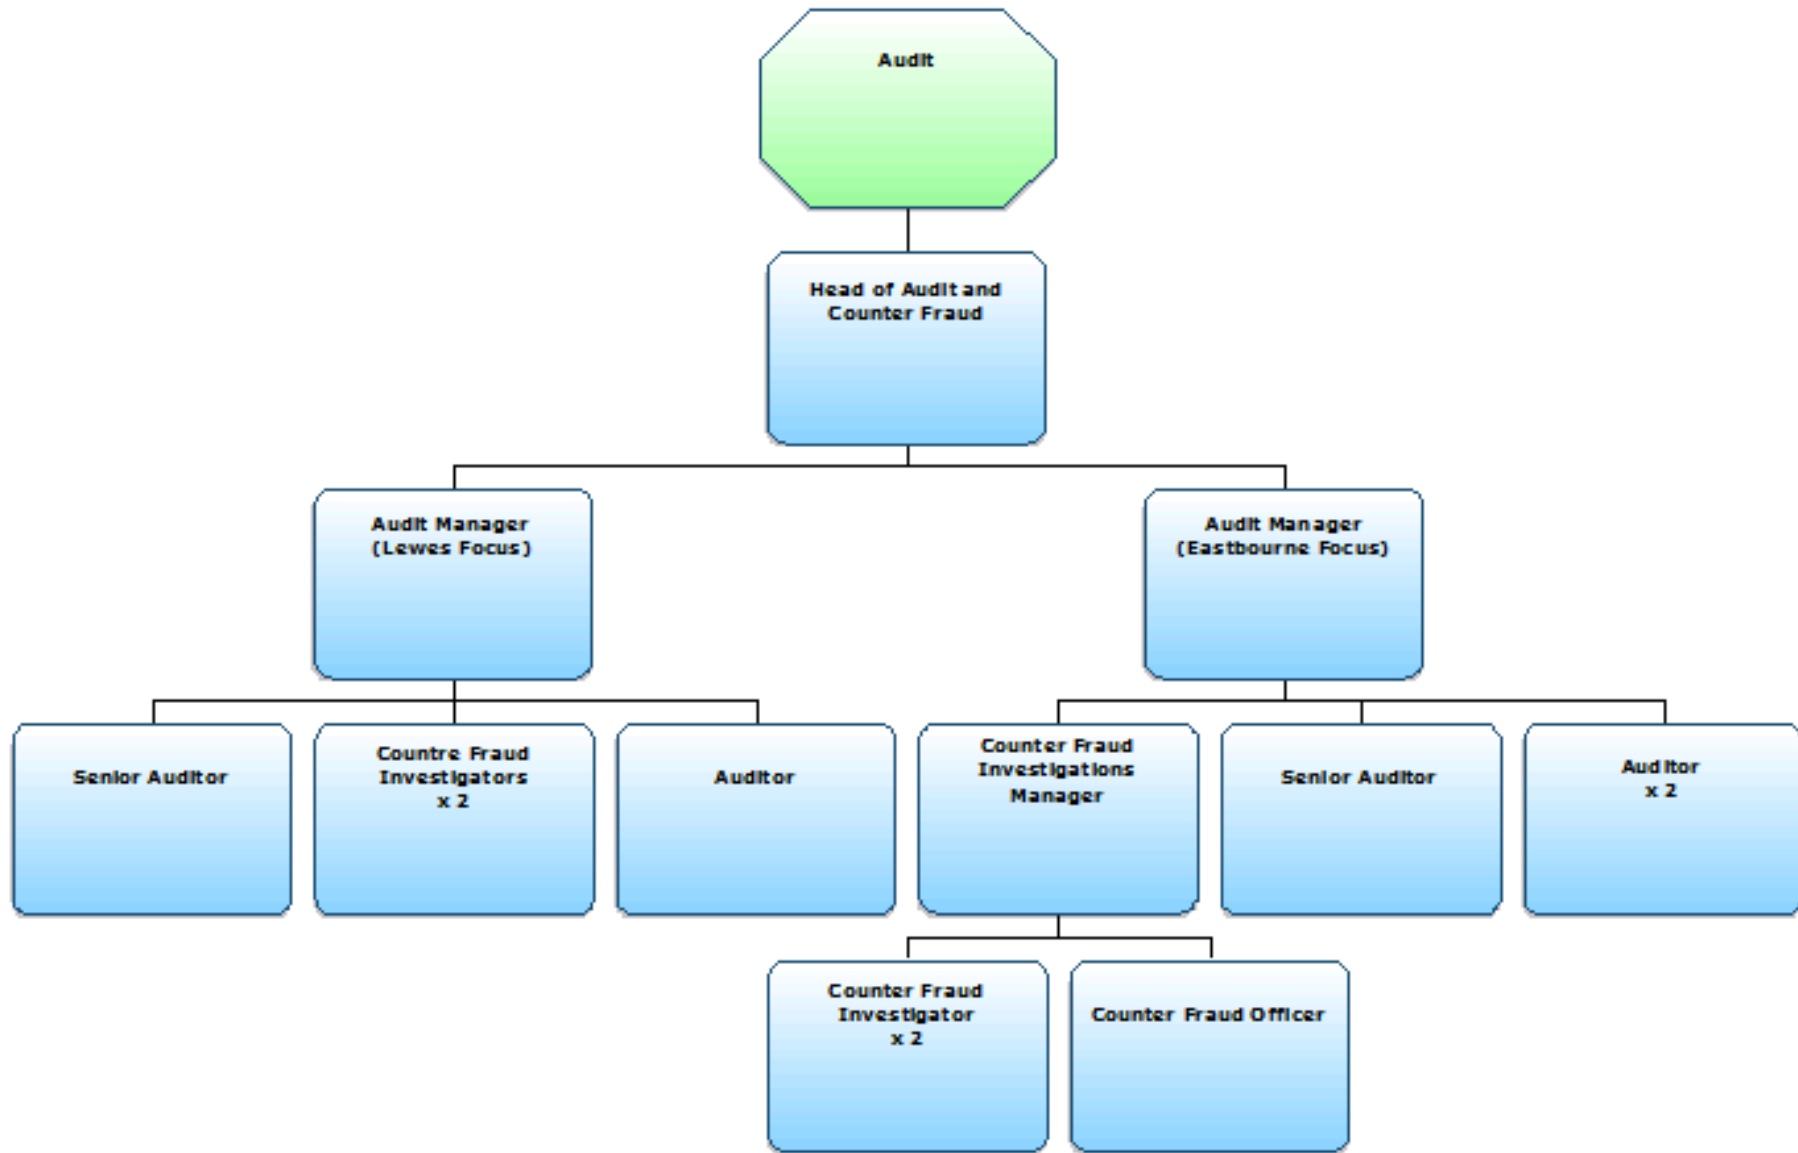 Audit
Head of Audit and
Counter Fraud
Audit Manager
(Lewes Focus)
Audit Manager
(Eastbourne Focus)
Senior Auditor
Countre Fraud
Investigators
x 2
Auditor
Counter Fraud
Investigations
Manager
Senior Auditor
Auditor
x 2
Counter Fraud
Investigator
x 2
Counter Fraud Officer